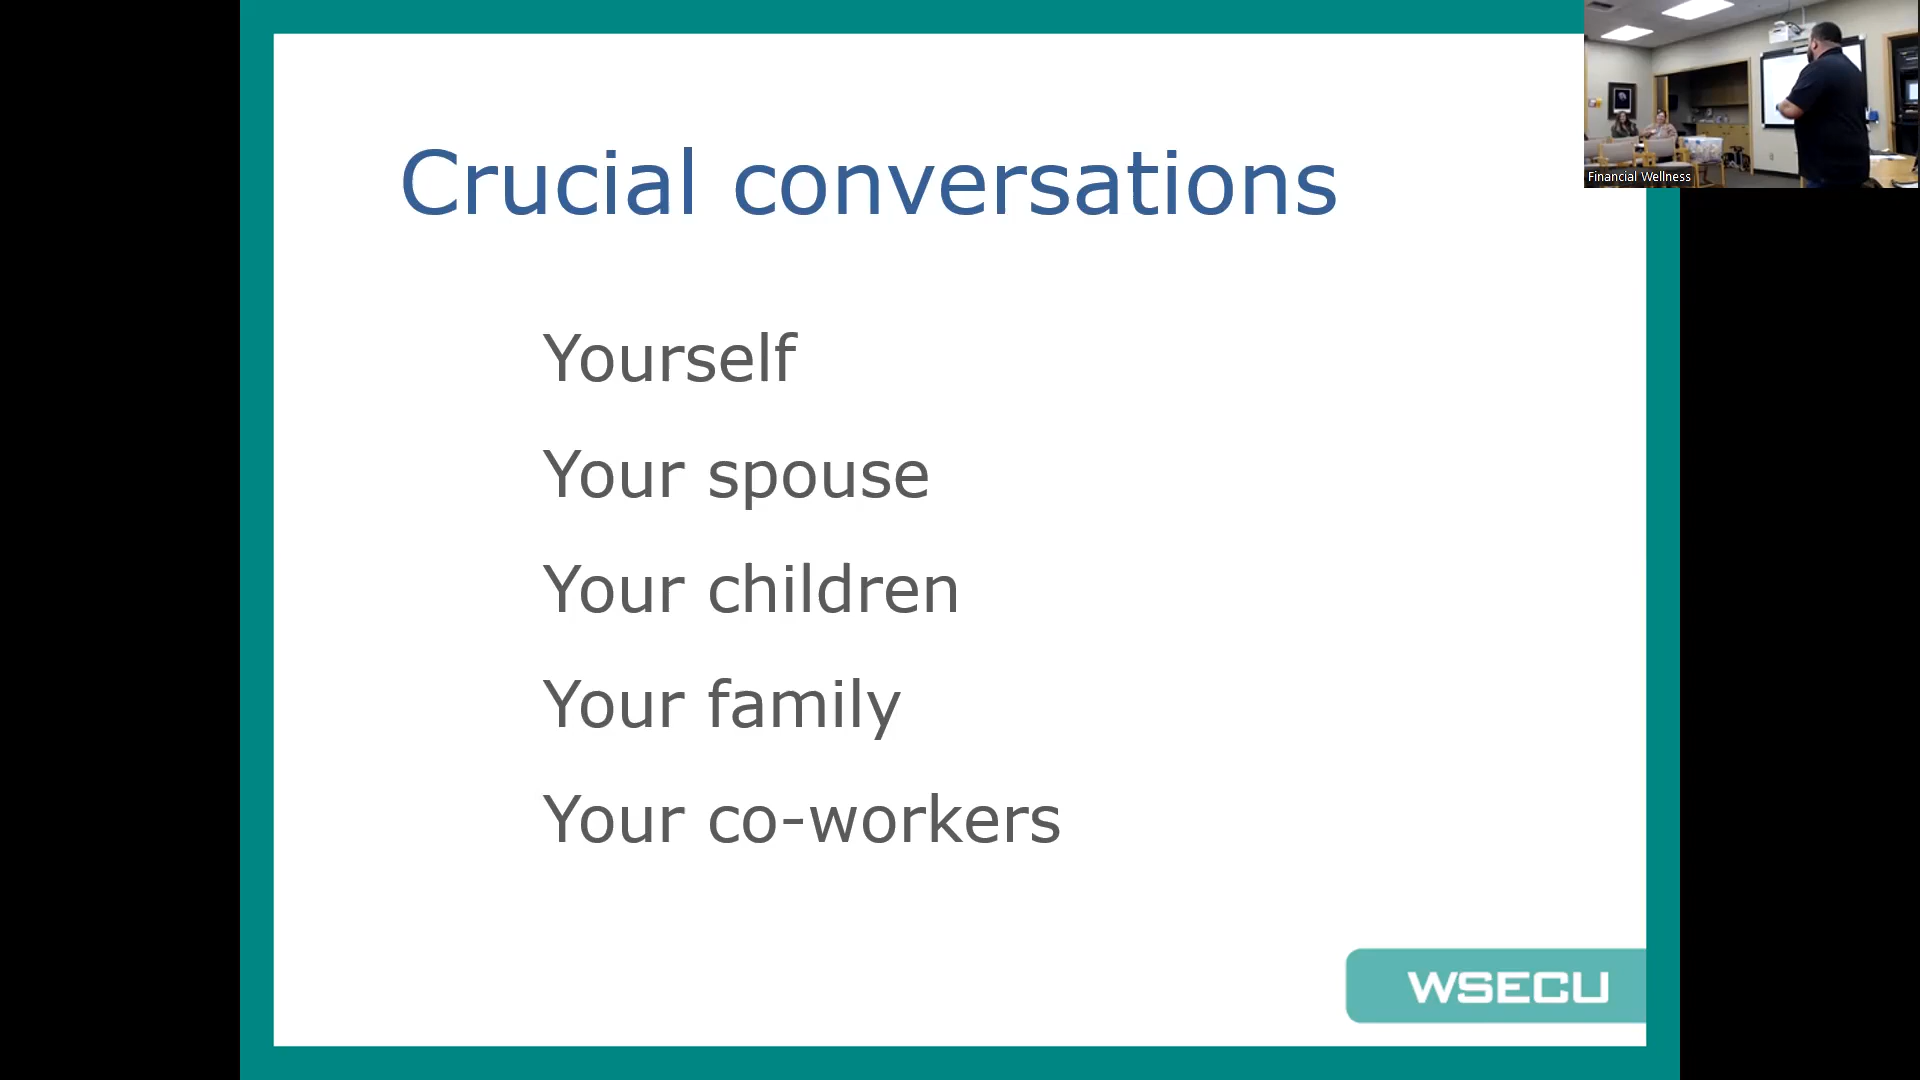 Crucial conversations
Yourself
Your spouse
Your children
Your family
Your co-workers
WSECU
Financial Wellness